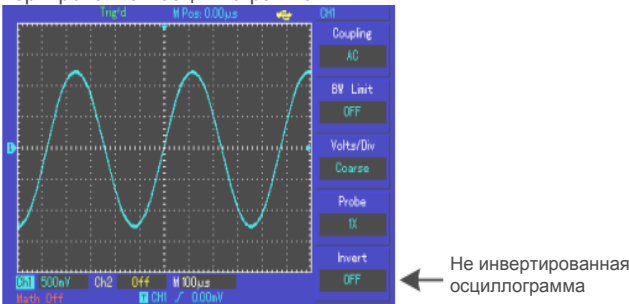 Trig'd M Pos: 0.00μs CH1
Coupling
AC
BW Limit
OFF
Volts/Div
Coarse
Probe
1X
Invert
OFF
1
Ch1 500mV Ch2 Off M 100μs
Math Off T CH1 / 0.00mV
Не инвертированная
осциллограмма